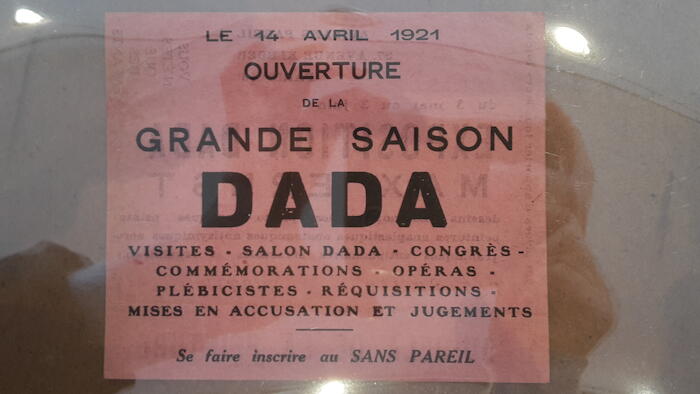 LE 14 AVRIL 1921
OUVERTURE
DE LA
GRANDE SAISON
DADA
VISITES - SALON DADA - CONGRÈS -
COMMÉMORATIONS - OPÉRAS -
PLÉBICISTES - RÉQUISITIONS -
MISES EN ACCUSATION ET JUGEMENTS
Se faire inscrire au SANS PAREIL